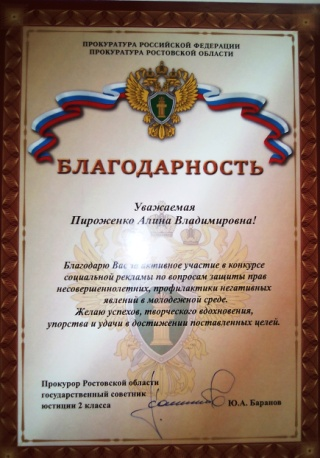 ПРОКУРАТУРА РОССИЙСКОЙ ФЕДЕРАЦИИ
ПРОКУРАТУРА РОСТОВСКОЙ ОБЛАСТИ
БЛАГОДАРНОСТЬ
Уважаемая
Пироженко Алина Владимировна!
Благодарю Вас за активное участие в конкурсе
социальной рекламы по вопросам защиты прав
несовершеннолетних, профилактики негативных
явлений в молодежной среде.
Желаю успехов, творческого вдохновения,
упорства и удачи в достижении поставленных целей.
Прокурор Ростовской области
государственный советник
юстиции 2 класса
Ю.А. Баранов